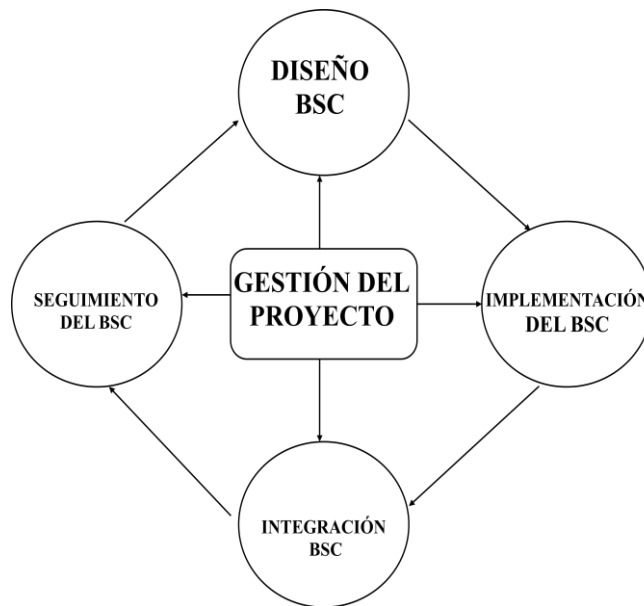 DISEÑO
BSC
SEGUIMIENTO
DEL BSC
GESTIÓN DEL
PROYECTO
IMPLEMENTACIÓN
DEL BSC
INTEGRACIÓN
BSC